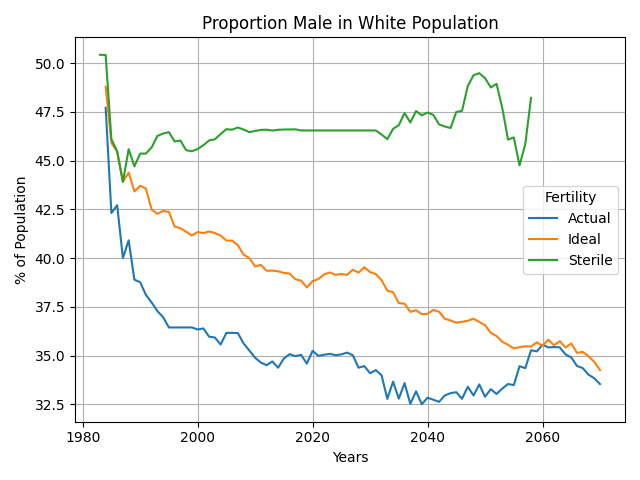 Proportion Male in White Population
50.0
47.5
45.0
42.5
40.0
37.5
35.0
32.5
% of Population
Fertility
Actual
Ideal
Sterile
1980 2000 2020 2040 2060
Years